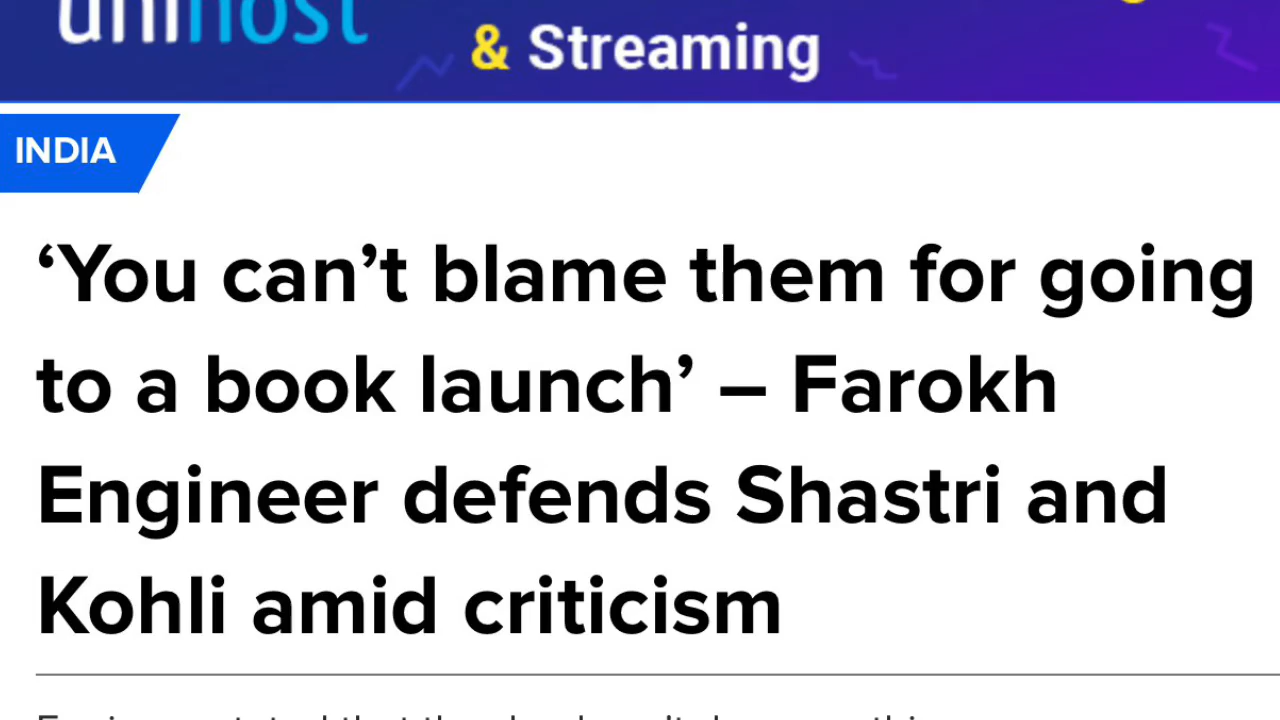 unihost
& Streaming
INDIA
‘You can’t blame them for going
to a book launch’ – Farokh
Engineer defends Shastri and
Kohli amid criticism